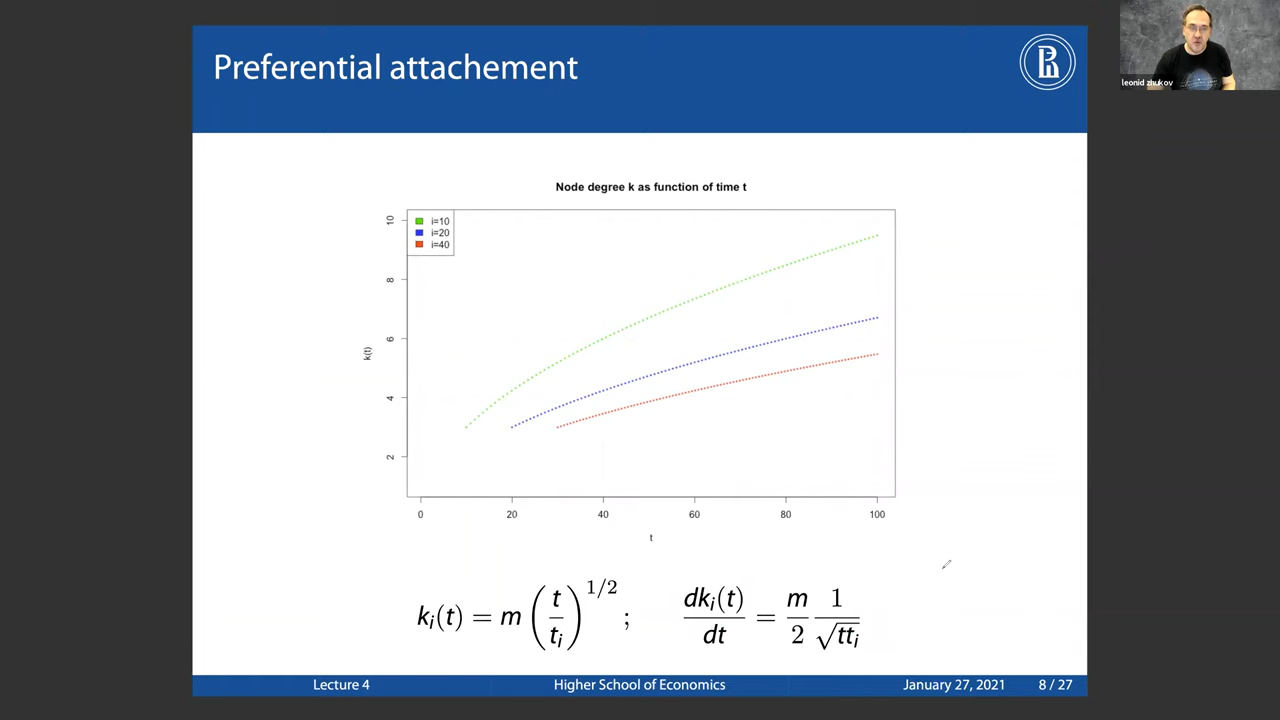 Preferential attachement
leonid zhukov
Node degree k as function of time t
i=10
i=20
i=40
10
8
6
4
2
k(t)
0 20 40 60 80 100
t
k_i(t) = m (t/t_i)^{1/2} ; dk_i(t)/dt = m/2 1/√(tt_i)
Lecture 4 Higher School of Economics January 27, 2021 8 / 27